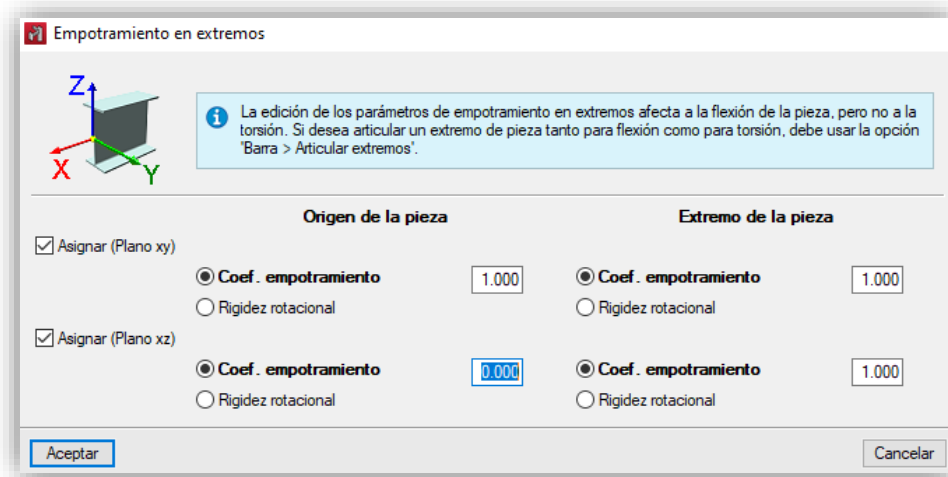 Empotramiento en extremos
Z
X
Y
La edición de los parámetros de empotramiento en extremos afecta a la flexión de la pieza, pero no a la
torsión. Si desea articular un extremo de pieza tanto para flexión como para torsión, debe usar la opción
'Barra > Articular extremos'.
Origen de la pieza
Extremo de la pieza
Asignar (Plano xy)
Coef. empotramiento 1.000 Coef. empotramiento 1.000
Rigidez rotacional Rigidez rotacional
Asignar (Plano xz)
Coef. empotramiento 0.000 Coef. empotramiento 1.000
Rigidez rotacional Rigidez rotacional
Aceptar Cancelar